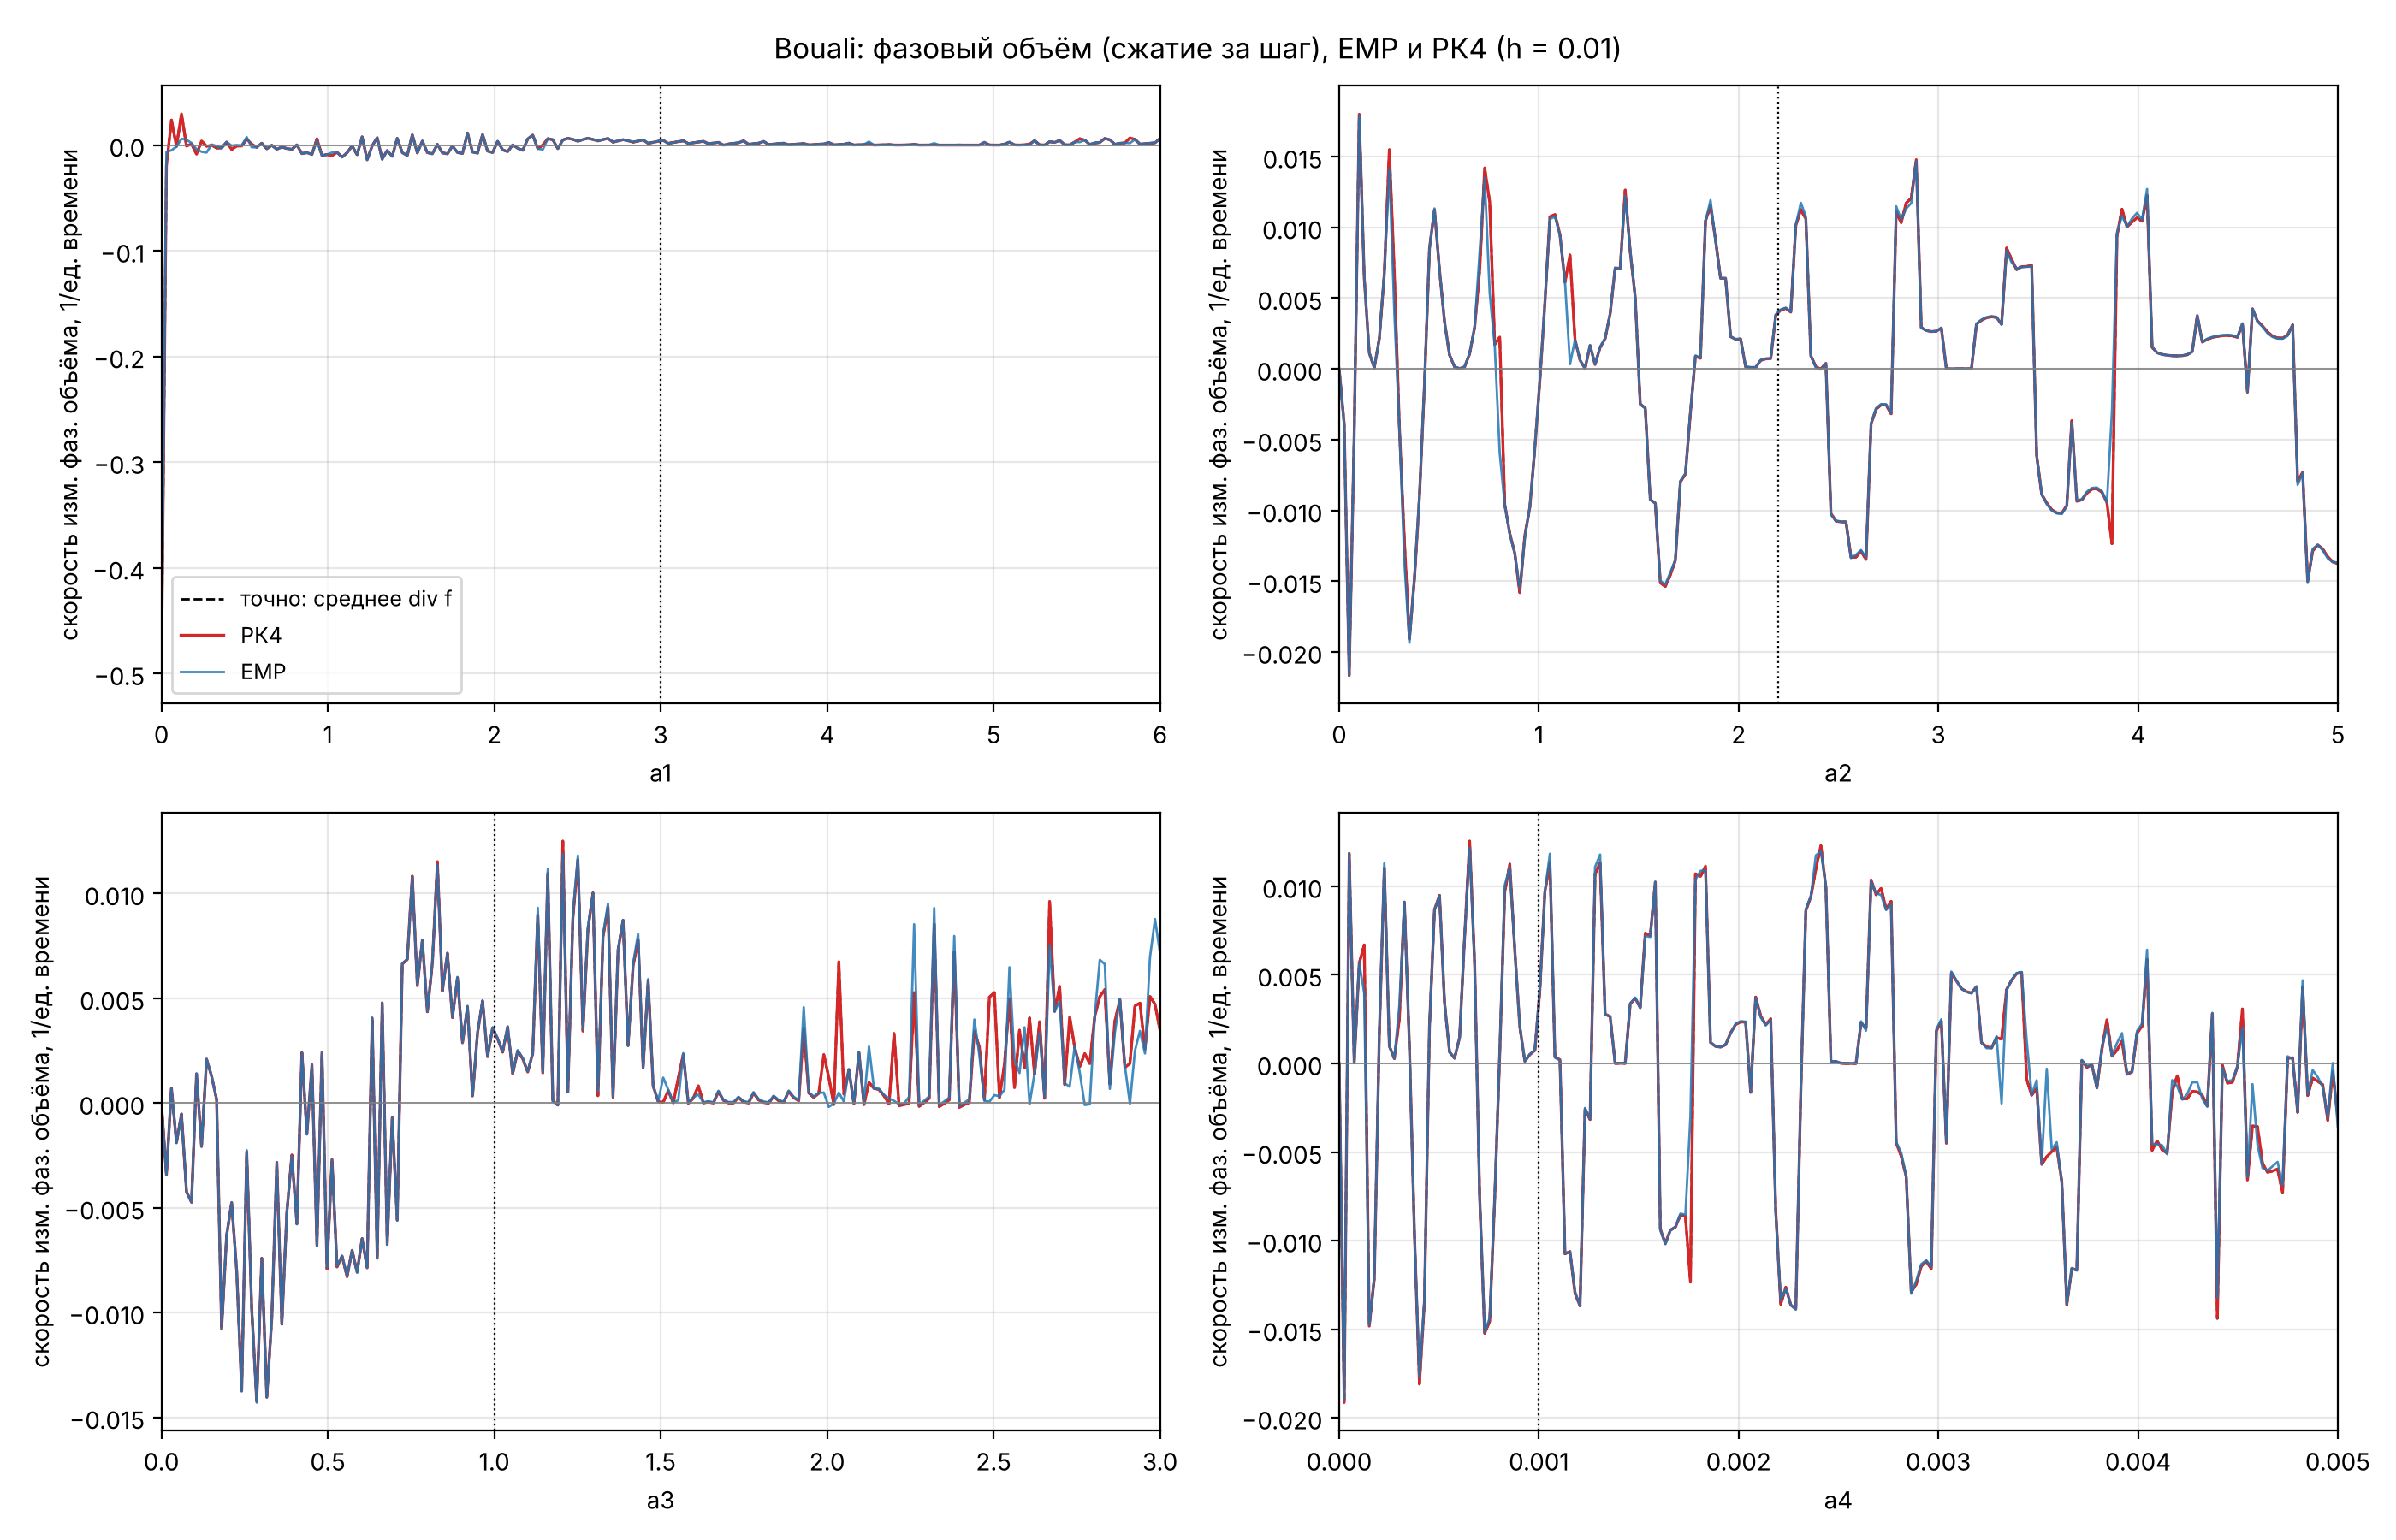 Bouali: фазовый объём (сжатие за шаг), EMP и РК4 (h = 0.01)
скорость изм. фаз. объёма, 1/ед. времени
0.0
−0.1
−0.2
−0.3
−0.4
−0.5
точно: среднее div f
РК4
EMP
0 1 2 3 4 5 6
a1
скорость изм. фаз. объёма, 1/ед. времени
0.015
0.010
0.005
0.000
−0.005
−0.010
−0.015
−0.020
0 1 2 3 4 5
a2
скорость изм. фаз. объёма, 1/ед. времени
0.010
0.005
0.000
−0.005
−0.010
−0.015
0.0 0.5 1.0 1.5 2.0 2.5 3.0
a3
скорость изм. фаз. объёма, 1/ед. времени
0.010
0.005
0.000
−0.005
−0.010
−0.015
−0.020
0.000 0.001 0.002 0.003 0.004 0.005
a4